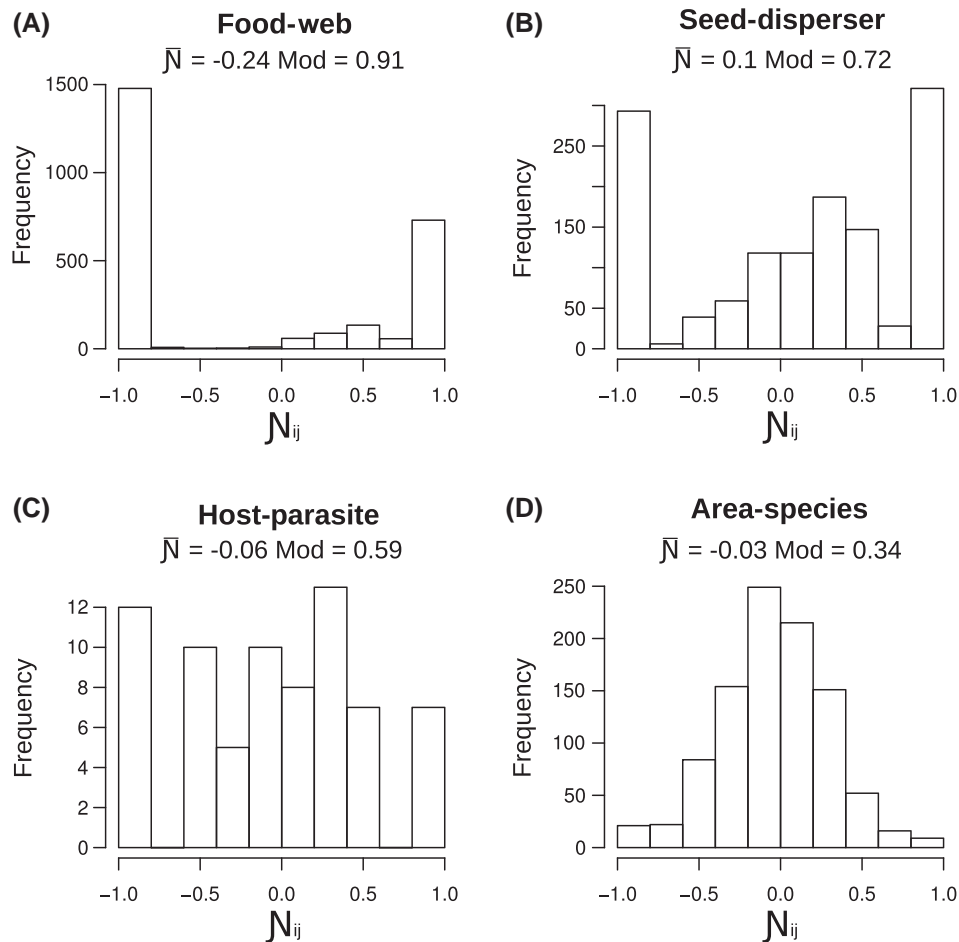 (A) Food-web
N̄ = -0.24 Mod = 0.91
Frequency
1500
1000
500
0
−1.0 −0.5 0.0 0.5 1.0
Nij
(B) Seed-disperser
N̄ = 0.1 Mod = 0.72
Frequency
250
150
50
0
−1.0 −0.5 0.0 0.5 1.0
Nij
(C) Host-parasite
N̄ = -0.06 Mod = 0.59
Frequency
12
10
8
6
4
2
0
−1.0 −0.5 0.0 0.5 1.0
Nij
(D) Area-species
N̄ = -0.03 Mod = 0.34
Frequency
250
200
150
100
50
0
−1.0 −0.5 0.0 0.5 1.0
Nij